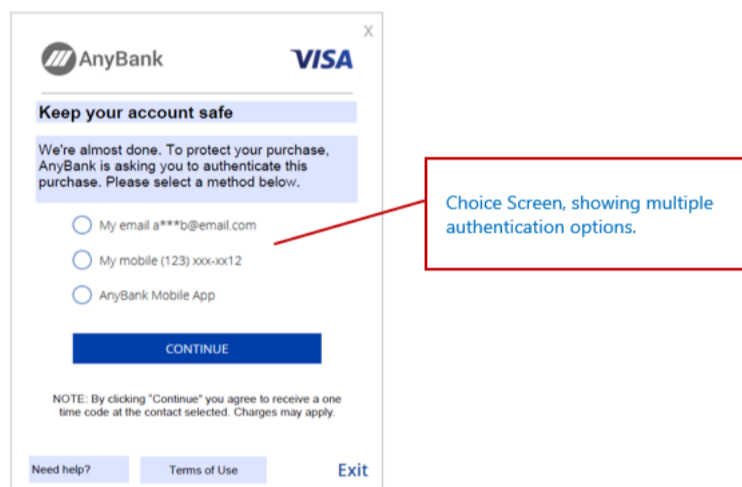 X
AnyBank VISA
Keep your account safe
We're almost done. To protect your purchase,
AnyBank is asking you to authenticate this
purchase. Please select a method below.
My email a***b@email.com
My mobile (123) xxx-xx12
AnyBank Mobile App
CONTINUE
NOTE: By clicking "Continue" you agree to receive a one
time code at the contact selected. Charges may apply.
Need help? Terms of Use Exit
Choice Screen, showing multiple
authentication options.